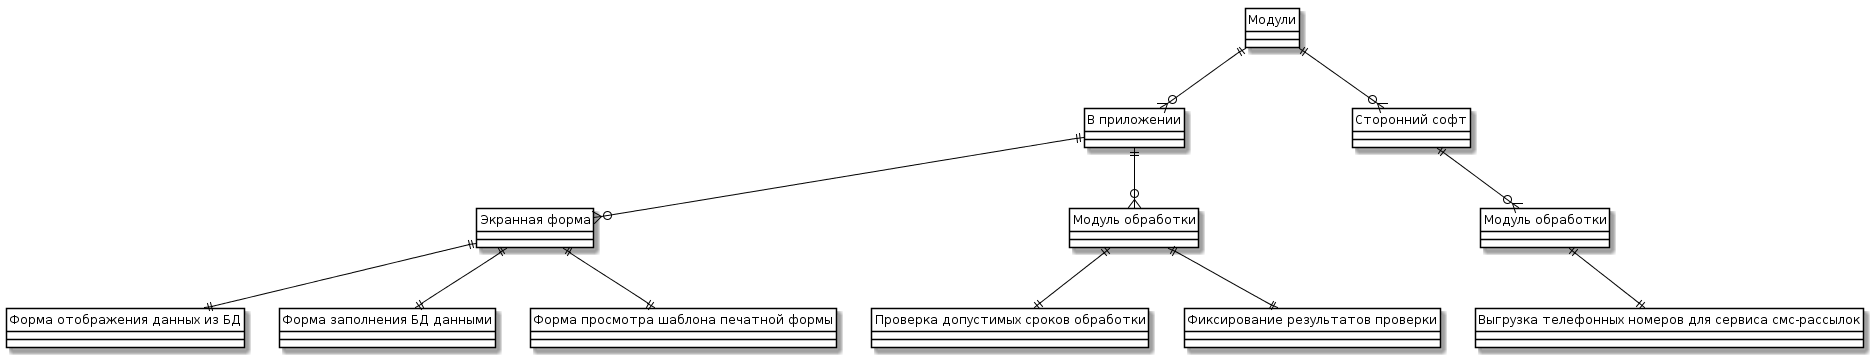 Модули
В приложении
Сторонний софт
Экранная форма
Модуль обработки
Модуль обработки
Форма отображения данных из БД
Форма заполнения БД данными
Форма просмотра шаблона печатной формы
Проверка допустимых сроков обработки
Фиксирование результатов проверки
Выгрузка телефонных номеров для сервиса смс-рассылок